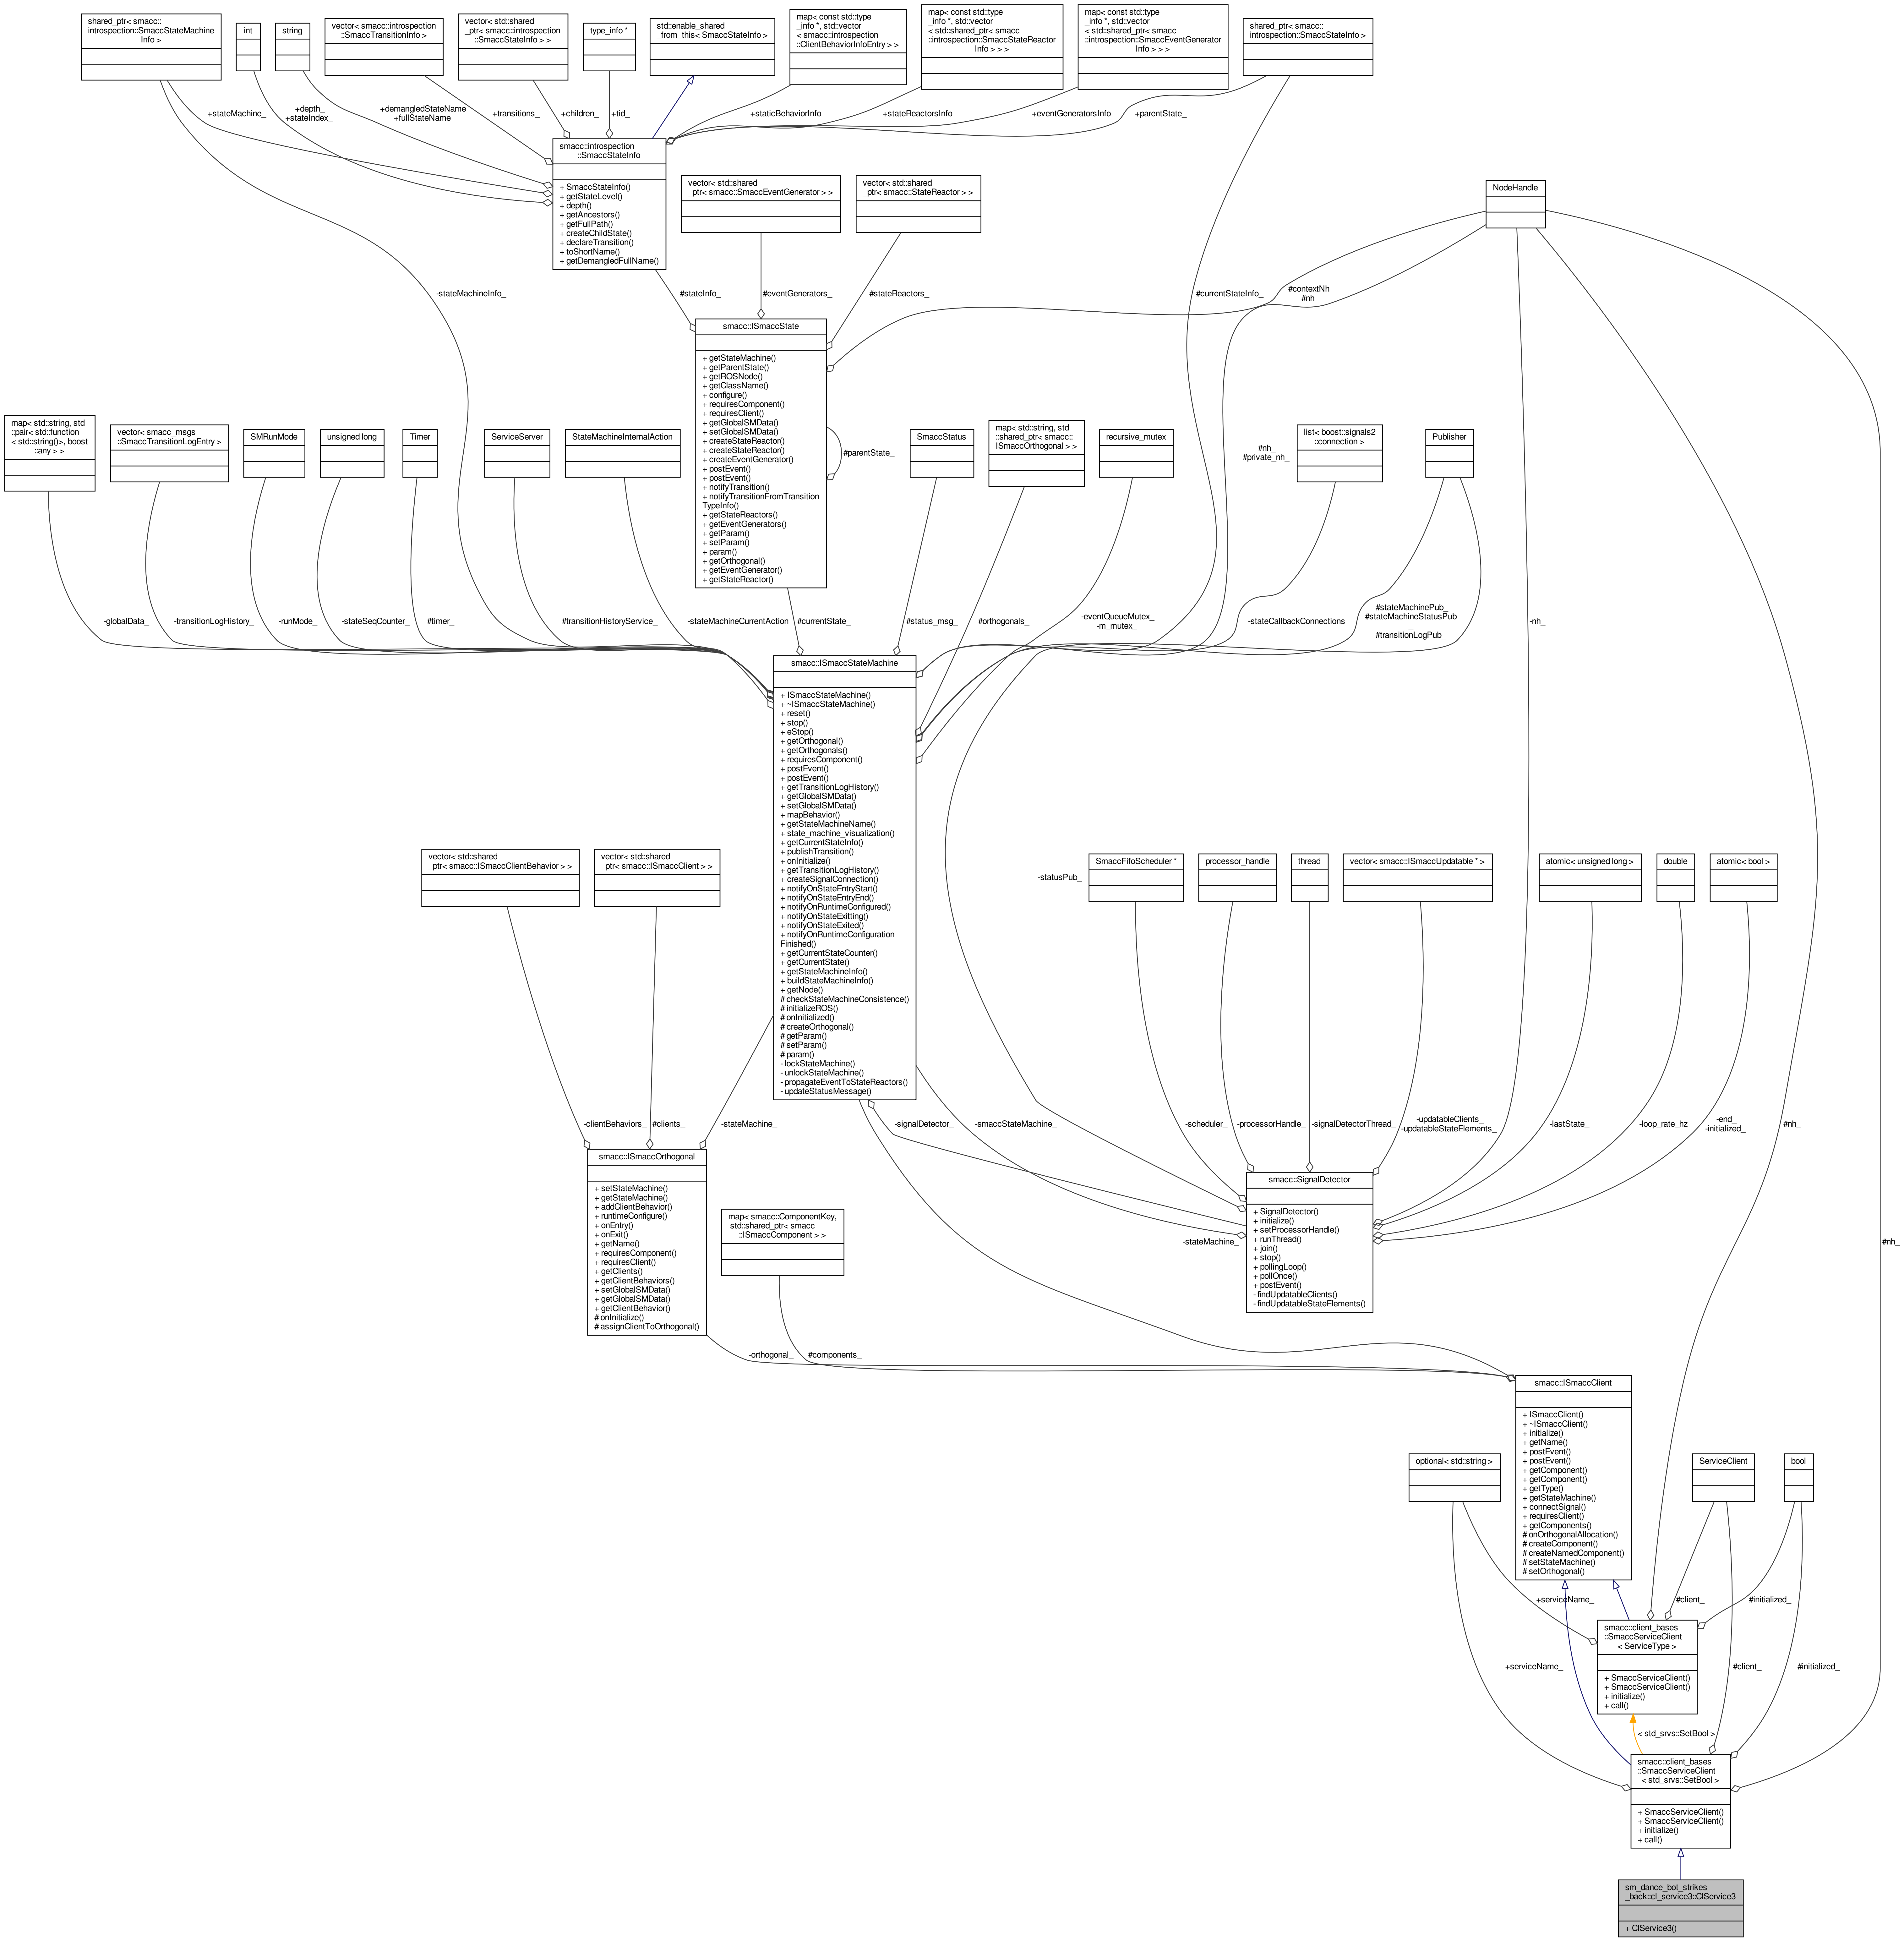 shared_ptr< smacc::
introspection::SmaccStateMachine
Info >
int
string
vector< smacc::introspection
::SmaccTransitionInfo >
vector< std::shared
_ptr< smacc::introspection
::SmaccStateInfo > >
type_info *
std::enable_shared
_from_this< SmaccStateInfo >
map< const std::type
_info *, std::vector
< smacc::introspection
::ClientBehaviorInfoEntry > >
map< const std::type
_info *, std::vector
< std::shared_ptr< smacc
::introspection::SmaccStateReactor
Info > > >
map< const std::type
_info *, std::vector
< std::shared_ptr< smacc
::introspection::SmaccEventGenerator
Info > > >
shared_ptr< smacc::
introspection::SmaccStateInfo >
+stateMachine_
+depth_
+stateIndex_
+demangledStateName
+fullStateName
+transitions_
+children_
+tid_
+staticBehaviorInfo
+stateReactorsInfo
+eventGeneratorsInfo
+parentState_
smacc::introspection
::SmaccStateInfo
+ SmaccStateInfo()
+ getStateLevel()
+ depth()
+ getAncestors()
+ getFullPath()
+ createChildState()
+ declareTransition()
+ toShortName()
+ getDemangledFullName()
vector< std::shared
_ptr< smacc::SmaccEventGenerator > >
vector< std::shared
_ptr< smacc::StateReactor > >
NodeHandle
-stateMachineInfo_
#stateInfo_
#eventGenerators_
#stateReactors_
#currentStateInfo_
#contextNh
#nh
smacc::ISmaccState
+ getStateMachine()
+ getParentState()
+ getROSNode()
+ getClassName()
+ configure()
+ requiresComponent()
+ requiresClient()
+ getGlobalSMData()
+ setGlobalSMData()
+ createStateReactor()
+ createStateReactor()
+ createEventGenerator()
+ postEvent()
+ postEvent()
+ notifyTransition()
+ notifyTransitionFromTransition
TypeInfo()
+ getStateReactors()
+ getEventGenerators()
+ getParam()
+ setParam()
+ param()
+ getOrthogonal()
+ getEventGenerator()
+ getStateReactor()
#parentState_
map< std::string, std
::pair< std::function
< std::string()>, boost
::any > >
vector< smacc_msgs
::SmaccTransitionLogEntry >
SMRunMode
unsigned long
Timer
ServiceServer
StateMachineInternalAction
SmaccStatus
map< std::string, std
::shared_ptr< smacc::
ISmaccOrthogonal > >
recursive_mutex
#nh_
#private_nh_
list< boost::signals2
::connection >
Publisher
-globalData_
-transitionLogHistory_
-runMode_
-stateSeqCounter_
#timer_
#transitionHistoryService_
-stateMachineCurrentAction
#currentState_
#status_msg_
#orthogonals_
-eventQueueMutex_
-m_mutex_
-stateCallbackConnections
#stateMachinePub_
#stateMachineStatusPub
_
#transitionLogPub_
-nh_
smacc::ISmaccStateMachine
+ ISmaccStateMachine()
+ ~ISmaccStateMachine()
+ reset()
+ stop()
+ eStop()
+ getOrthogonal()
+ getOrthogonals()
+ requiresComponent()
+ postEvent()
+ postEvent()
+ getTransitionLogHistory()
+ getGlobalSMData()
+ setGlobalSMData()
+ mapBehavior()
+ getStateMachineName()
+ state_machine_visualization()
+ getCurrentStateInfo()
+ publishTransition()
+ onInitialize()
+ getTransitionLogHistory()
+ createSignalConnection()
+ notifyOnStateEntryStart()
+ notifyOnStateEntryEnd()
+ notifyOnRuntimeConfigured()
+ notifyOnStateExitting()
+ notifyOnStateExited()
+ notifyOnRuntimeConfiguration
Finished()
+ getCurrentStateCounter()
+ getCurrentState()
+ getStateMachineInfo()
+ buildStateMachineInfo()
+ getNode()
# checkStateMachineConsistence()
# initializeROS()
# onInitialized()
# createOrthogonal()
# getParam()
# setParam()
# param()
- lockStateMachine()
- unlockStateMachine()
- propagateEventToStateReactors()
- updateStatusMessage()
vector< std::shared
_ptr< smacc::ISmaccClientBehavior > >
vector< std::shared
_ptr< smacc::ISmaccClient > >
-statusPub_
SmaccFifoScheduler *
processor_handle
thread
vector< smacc::ISmaccUpdatable * >
atomic< unsigned long >
double
atomic< bool >
-clientBehaviors_
#clients_
-stateMachine_
-signalDetector_
-smaccStateMachine_
-scheduler_
-processorHandle_
-signalDetectorThread_
-updatableClients_
-updatableStateElements_
-lastState_
-loop_rate_hz
-end_
-initialized_
#nh_
smacc::ISmaccOrthogonal
+ setStateMachine()
+ getStateMachine()
+ addClientBehavior()
+ runtimeConfigure()
+ onEntry()
+ onExit()
+ getName()
+ requiresComponent()
+ requiresClient()
+ getClients()
+ getClientBehaviors()
+ setGlobalSMData()
+ getGlobalSMData()
+ getClientBehavior()
# onInitialize()
# assignClientToOrthogonal()
map< smacc::ComponentKey,
std::shared_ptr< smacc
::ISmaccComponent > >
-stateMachine_
smacc::SignalDetector
+ SignalDetector()
+ initialize()
+ setProcessorHandle()
+ runThread()
+ join()
+ stop()
+ pollingLoop()
+ pollOnce()
+ postEvent()
- findUpdatableClients()
- findUpdatableStateElements()
#nh_
-orthogonal_
#components_
smacc::ISmaccClient
+ ISmaccClient()
+ ~ISmaccClient()
+ initialize()
+ getName()
+ postEvent()
+ postEvent()
+ getComponent()
+ getComponent()
+ getType()
+ getStateMachine()
+ connectSignal()
+ requiresClient()
+ getComponents()
# onOrthogonalAllocation()
# createComponent()
# createNamedComponent()
# setStateMachine()
# setOrthogonal()
optional< std::string >
ServiceClient
bool
+serviceName_
#client_
#initialized_
smacc::client_bases
::SmaccServiceClient
< ServiceType >
+ SmaccServiceClient()
+ SmaccServiceClient()
+ initialize()
+ call()
+serviceName_
#client_
#initialized_
< std_srvs::SetBool >
smacc::client_bases
::SmaccServiceClient
< std_srvs::SetBool >
+ SmaccServiceClient()
+ SmaccServiceClient()
+ initialize()
+ call()
sm_dance_bot_strikes
_back::cl_service3::ClService3
+ ClService3()